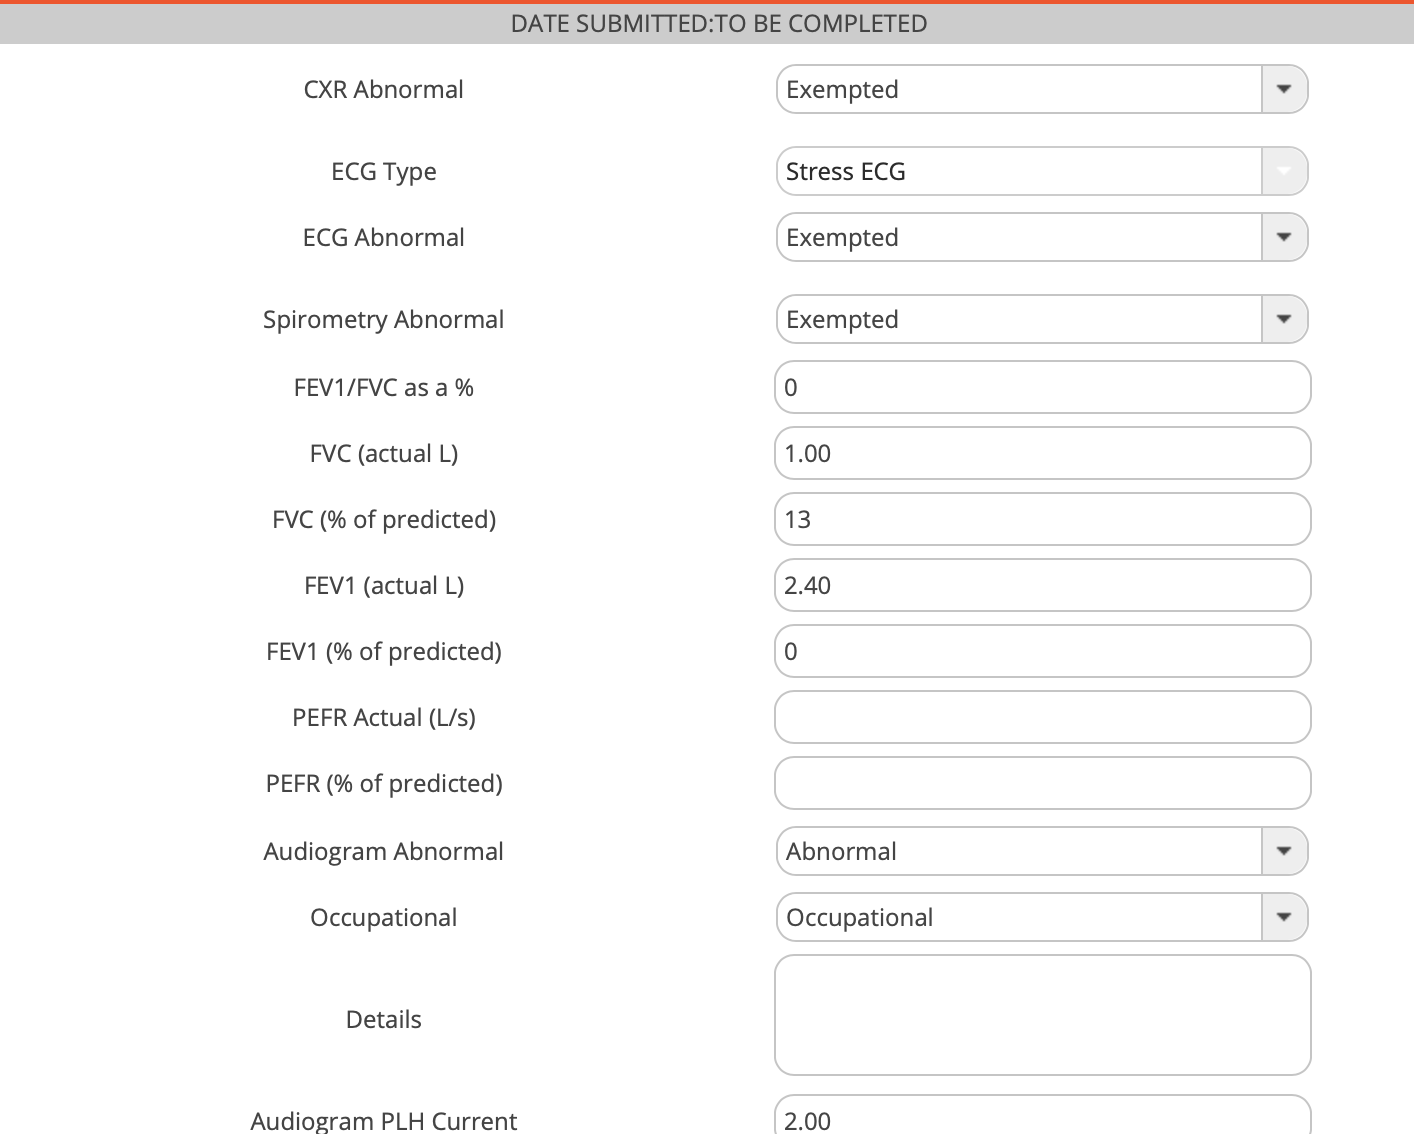 DATE SUBMITTED:TO BE COMPLETED
CXR Abnormal Exempted
ECG Type Stress ECG
ECG Abnormal Exempted
Spirometry Abnormal Exempted
FEV1/FVC as a % 0
FVC (actual L) 1.00
FVC (% of predicted) 13
FEV1 (actual L) 2.40
FEV1 (% of predicted) 0
PEFR Actual (L/s)
PEFR (% of predicted)
Audiogram Abnormal Abnormal
Occupational Occupational
Details
Audiogram PLH Current 2.00